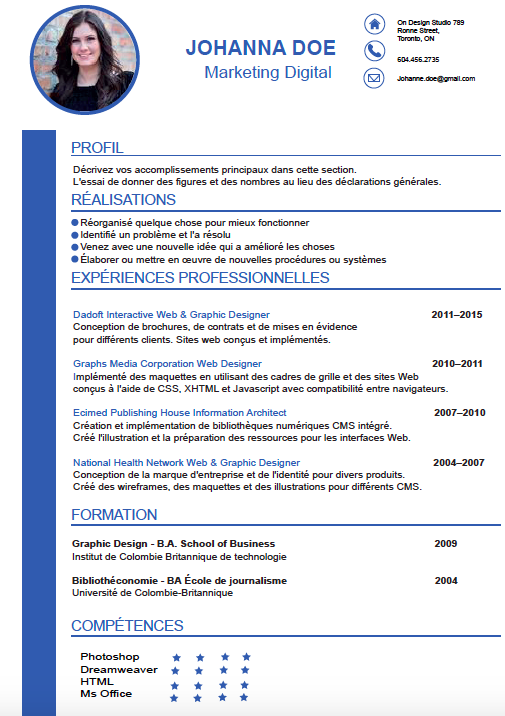 JOHANNA DOE
Marketing Digital
On Design Studio 789
Ronne Street,
Toronto, ON
604.456.2735
Johanne.doe@gmail.com
PROFIL
Décrivez vos accomplissements principaux dans cette section.
L'essai de donner des figures et des nombres au lieu des déclarations générales.
RÉALISATIONS
Réorganisé quelque chose pour mieux fonctionner
Identifié un problème et l'a résolu
Venez avec une nouvelle idée qui a amélioré les choses
Élaborer ou mettre en œuvre de nouvelles procédures ou systèmes
EXPÉRIENCES PROFESSIONNELLES
Dadoft Interactive Web & Graphic Designer 2011–2015
Conception de brochures, de contrats et de mises en évidence
pour différents clients. Sites web conçus et implémentés.
Graphs Media Corporation Web Designer 2010–2011
Implémenté des maquettes en utilisant des cadres de grille et des sites Web
conçus à l'aide de CSS, XHTML et Javascript avec compatibilité entre navigateurs.
Ecimed Publishing House Information Architect 2007–2010
Création et implémentation de bibliothèques numériques CMS intégré.
Créé l'illustration et la préparation des ressources pour les interfaces Web.
National Health Network Web & Graphic Designer 2004–2007
Conception de la marque d'entreprise et de l'identité pour divers produits.
Créé des wireframes, des maquettes et des illustrations pour différents CMS.
FORMATION
Graphic Design - B.A. School of Business 2009
Institut de Colombie Britannique de technologie
Bibliothéconomie - BA École de journalisme 2004
Université de Colombie-Britannique
COMPÉTENCES
Photoshop
Dreamweaver
HTML
Ms Office